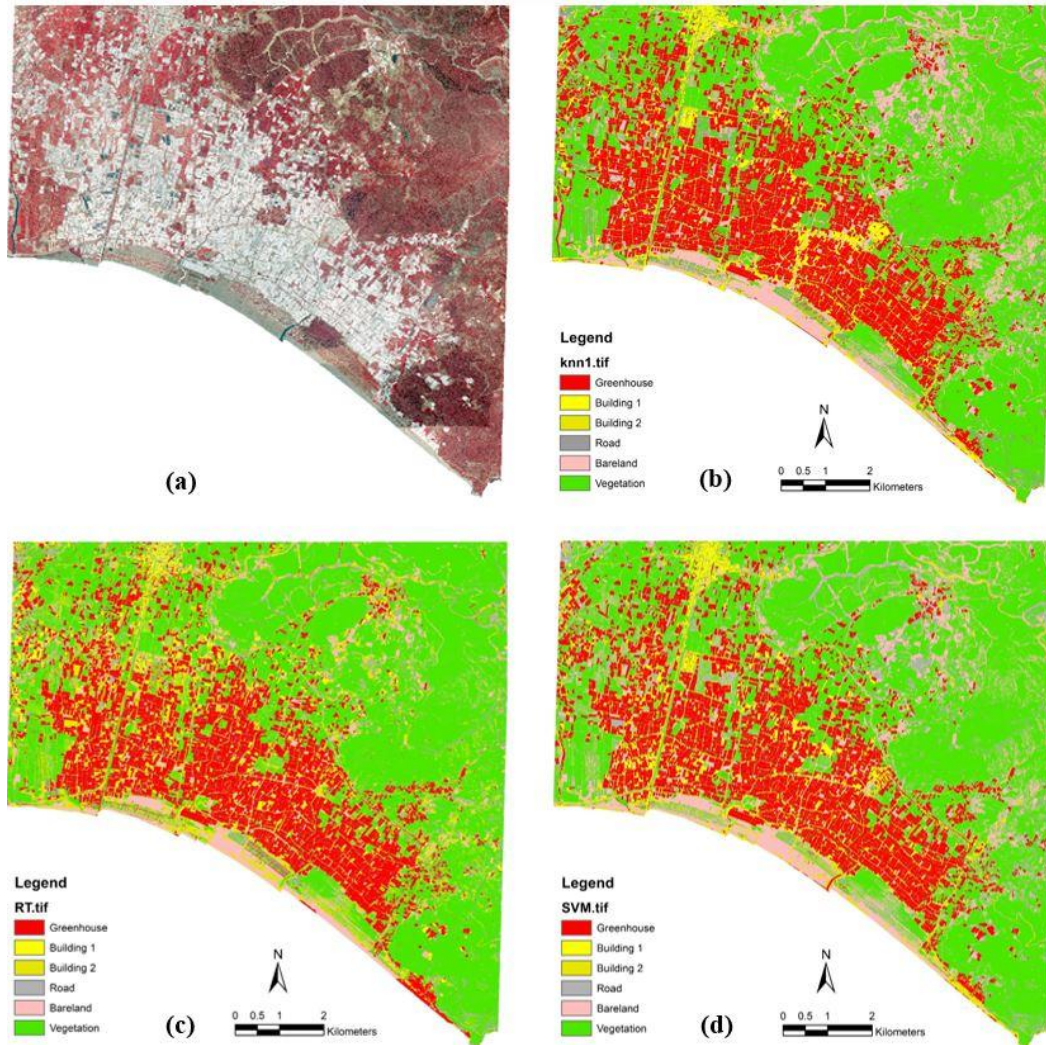 (a)
Legend
knn1.tif
Greenhouse
Building 1
Building 2
Road
Bareland
Vegetation
N
0 0.5 1 2
Kilometers
(b)
Legend
RT.tif
Greenhouse
Building 1
Building 2
Road
Bareland
Vegetation
N
0 0.5 1 2
Kilometers
(c)
Legend
SVM.tif
Greenhouse
Building 1
Building 2
Road
Bareland
Vegetation
N
0 0.5 1 2
Kilometers
(d)